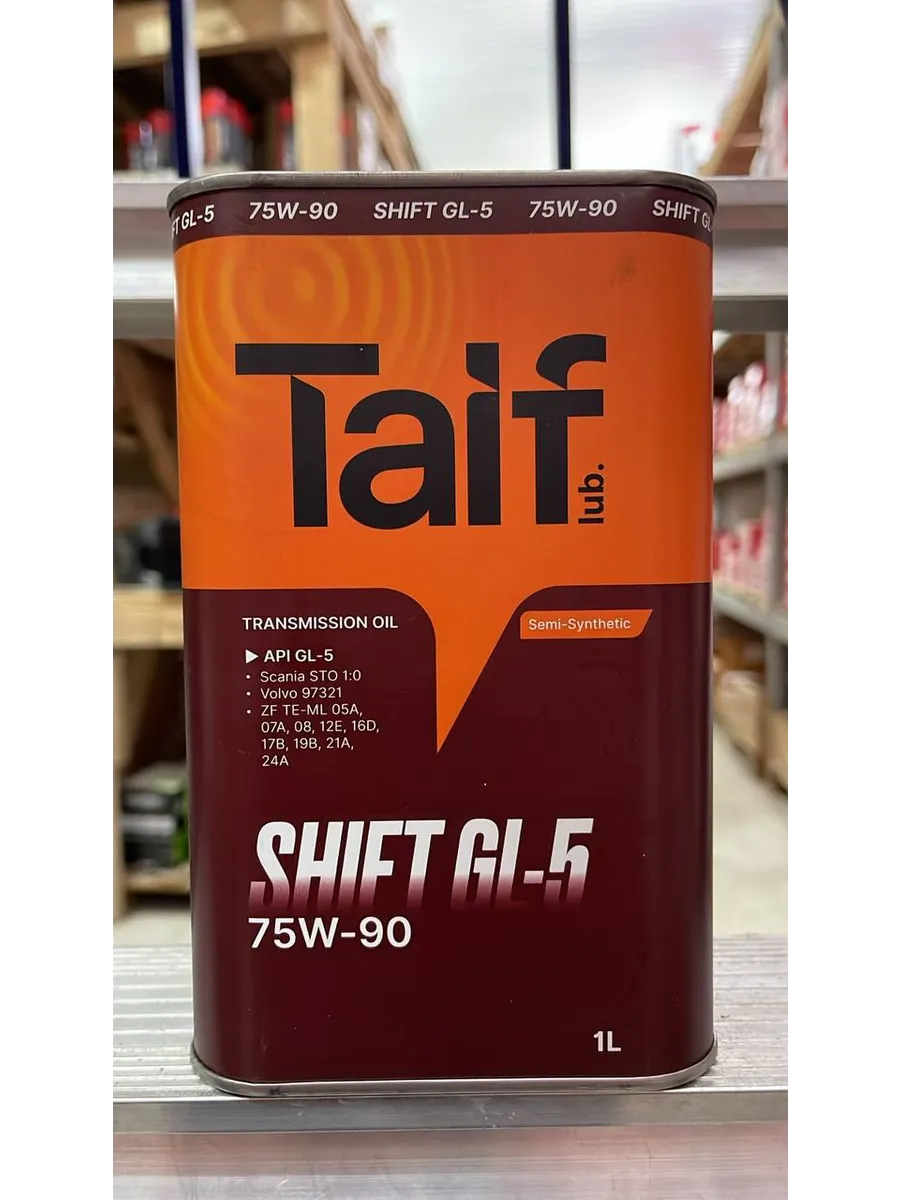 FT GL-5 75W-90 SHIFT GL-5 75W-90 SHIFT GL
Taif
lub.
TRANSMISSION OIL
Semi-Synthetic
▶ API GL-5
• Scania STO 1:0
• Volvo 97321
• ZF TE-ML 05A,
07A, 08, 12E, 16D,
17B, 19B, 21A,
24A
SHIFT GL-5
75W-90
1L